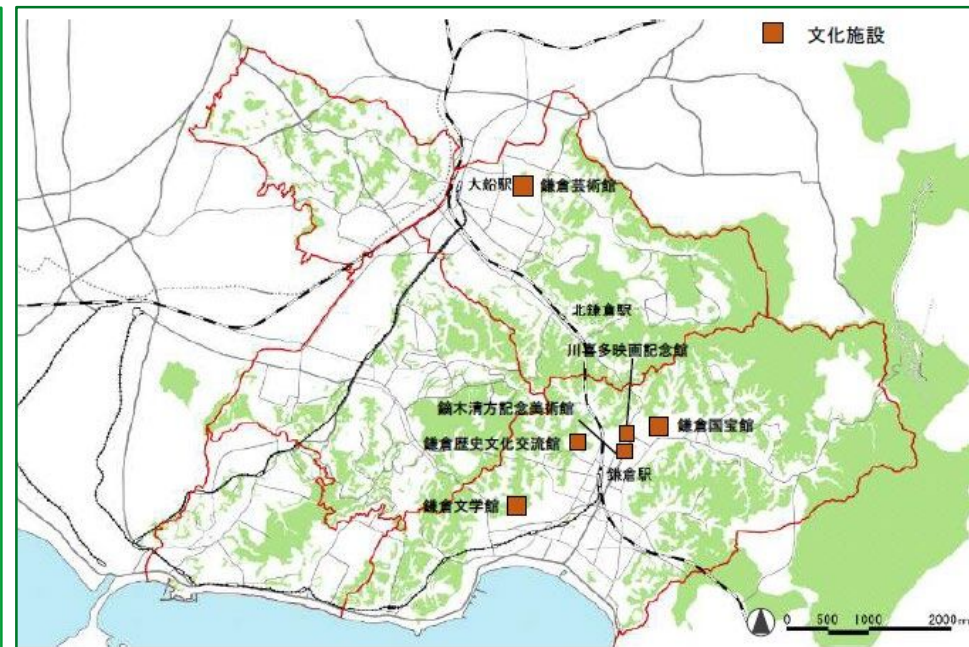 文化施設
大船駅
鎌倉芸術館
北鎌倉駅
川喜多映画記念館
鏑木清方記念美術館
鎌倉国宝館
鎌倉歴史文化交流館
鎌倉駅
鎌倉文学館
0 500 1000 2000m